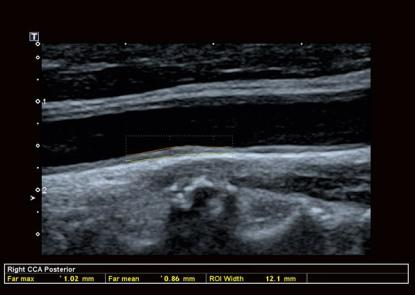 T
1
2
Right CCA Posterior
Far max 1.02 mm Far mean 0.86 mm ROI Width 12.1 mm